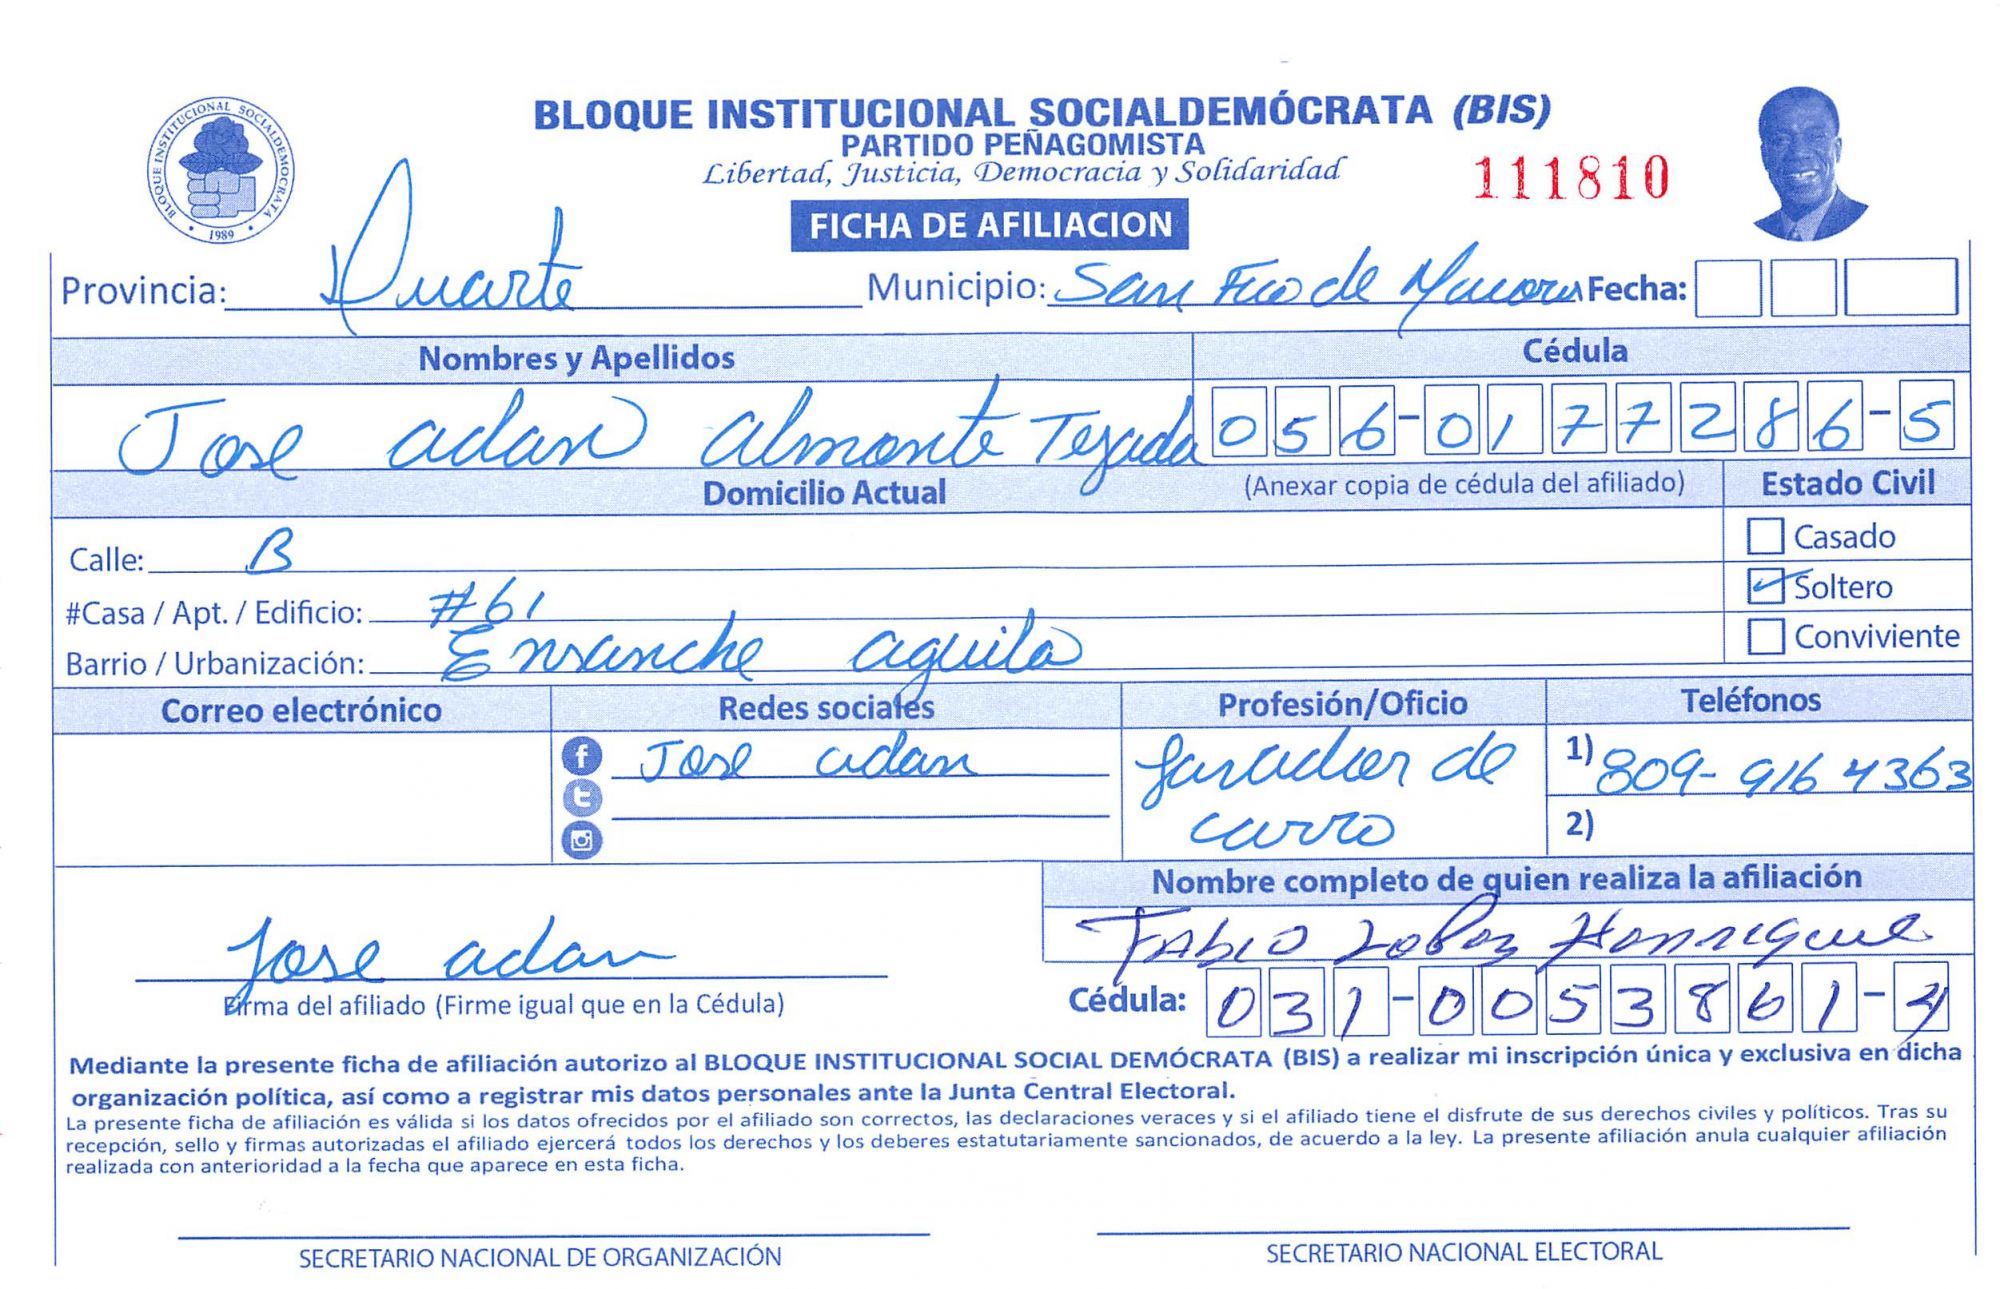 BLOQUE INSTITUCIONAL SOCIALDEMÓCRATA (BIS)
PARTIDO PEÑAGOMISTA
Libertad, Justicia, Democracia y Solidaridad
111810
BLOQUE INSTITUCIONAL SOCIALDEMOCRATA
1989
FICHA DE AFILIACION
Provincia: Duarte Municipio: San Fco de Macoris Fecha:
Nombres y Apellidos Cédula
Jose adan almonte Tejada 056-0177286-5
Domicilio Actual (Anexar copia de cédula del afiliado) Estado Civil
Calle: B Casado
#Casa / Apt. / Edificio: #61 Soltero
Barrio / Urbanización: Ensanche aguila Conviviente
Correo electrónico Redes sociales Profesión/Oficio Teléfonos
Jose adan de 1) 809-916 4363
carro 2)
Nombre completo de quien realiza la afiliación
Jose adan Fabio Lopez Henriquez
Firma del afiliado (Firme igual que en la Cédula) Cédula: 031-0053861-4
Mediante la presente ficha de afiliación autorizo al BLOQUE INSTITUCIONAL SOCIAL DEMÓCRATA (BIS) a realizar mi inscripción única y exclusiva en dicha
organización política, así como a registrar mis datos personales ante la Junta Central Electoral.
La presente ficha de afiliación es válida si los datos ofrecidos por el afiliado son correctos, las declaraciones veraces y si el afiliado tiene el disfrute de sus derechos civiles y políticos. Tras su
recepción, sello y firmas autorizadas el afiliado ejercerá todos los derechos y los deberes estatutariamente sancionados, de acuerdo a la ley. La presente afiliación anula cualquier afiliación
realizada con anterioridad a la fecha que aparece en esta ficha.
SECRETARIO NACIONAL DE ORGANIZACIÓN SECRETARIO NACIONAL ELECTORAL